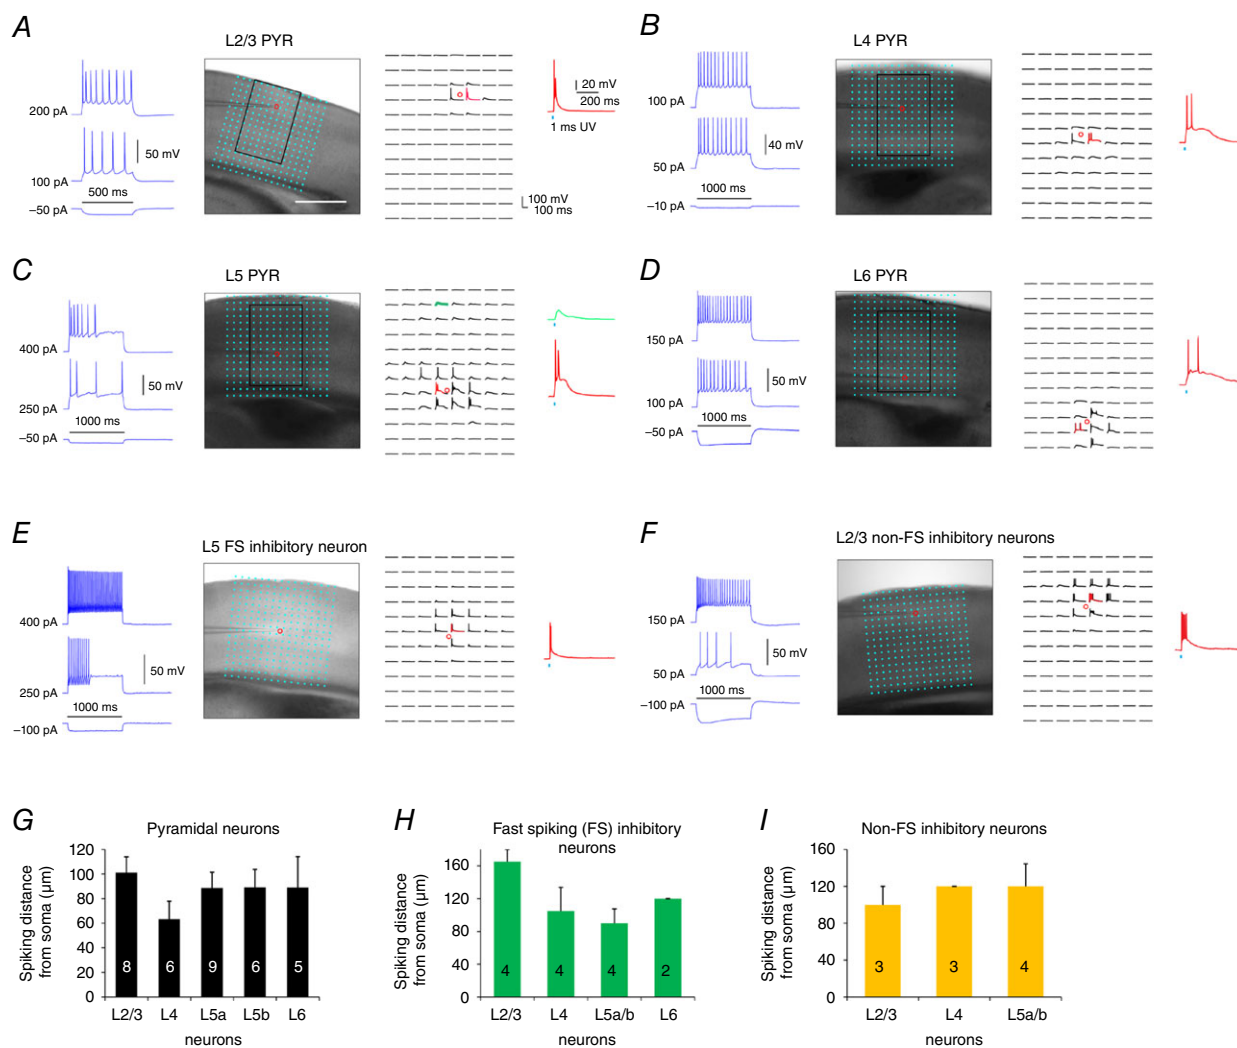 A
L2/3 PYR
200 pA
50 mV
100 pA
500 ms
–50 pA
20 mV
200 ms
1 ms UV
100 mV
100 ms
B
L4 PYR
100 pA
40 mV
50 pA
1000 ms
–10 pA
C
L5 PYR
400 pA
50 mV
250 pA
1000 ms
–50 pA
D
L6 PYR
150 pA
50 mV
100 pA
1000 ms
–50 pA
E
L5 FS inhibitory neuron
400 pA
50 mV
250 pA
1000 ms
–100 pA
F
L2/3 non-FS inhibitory neurons
150 pA
50 mV
50 pA
1000 ms
–100 pA
G
Pyramidal neurons
Spiking distance
from soma (μm)
120
100
80
60
40
20
0
8
6
9
6
5
L2/3
L4
L5a
L5b
L6
neurons
H
Fast spiking (FS) inhibitory
neurons
Spiking distance
from soma (μm)
160
120
80
40
0
4
4
4
2
L2/3
L4
L5a/b
L6
neurons
I
Non-FS inhibitory neurons
Spiking distance
from soma (μm)
160
120
80
40
0
3
3
4
L2/3
L4
L5a/b
neurons